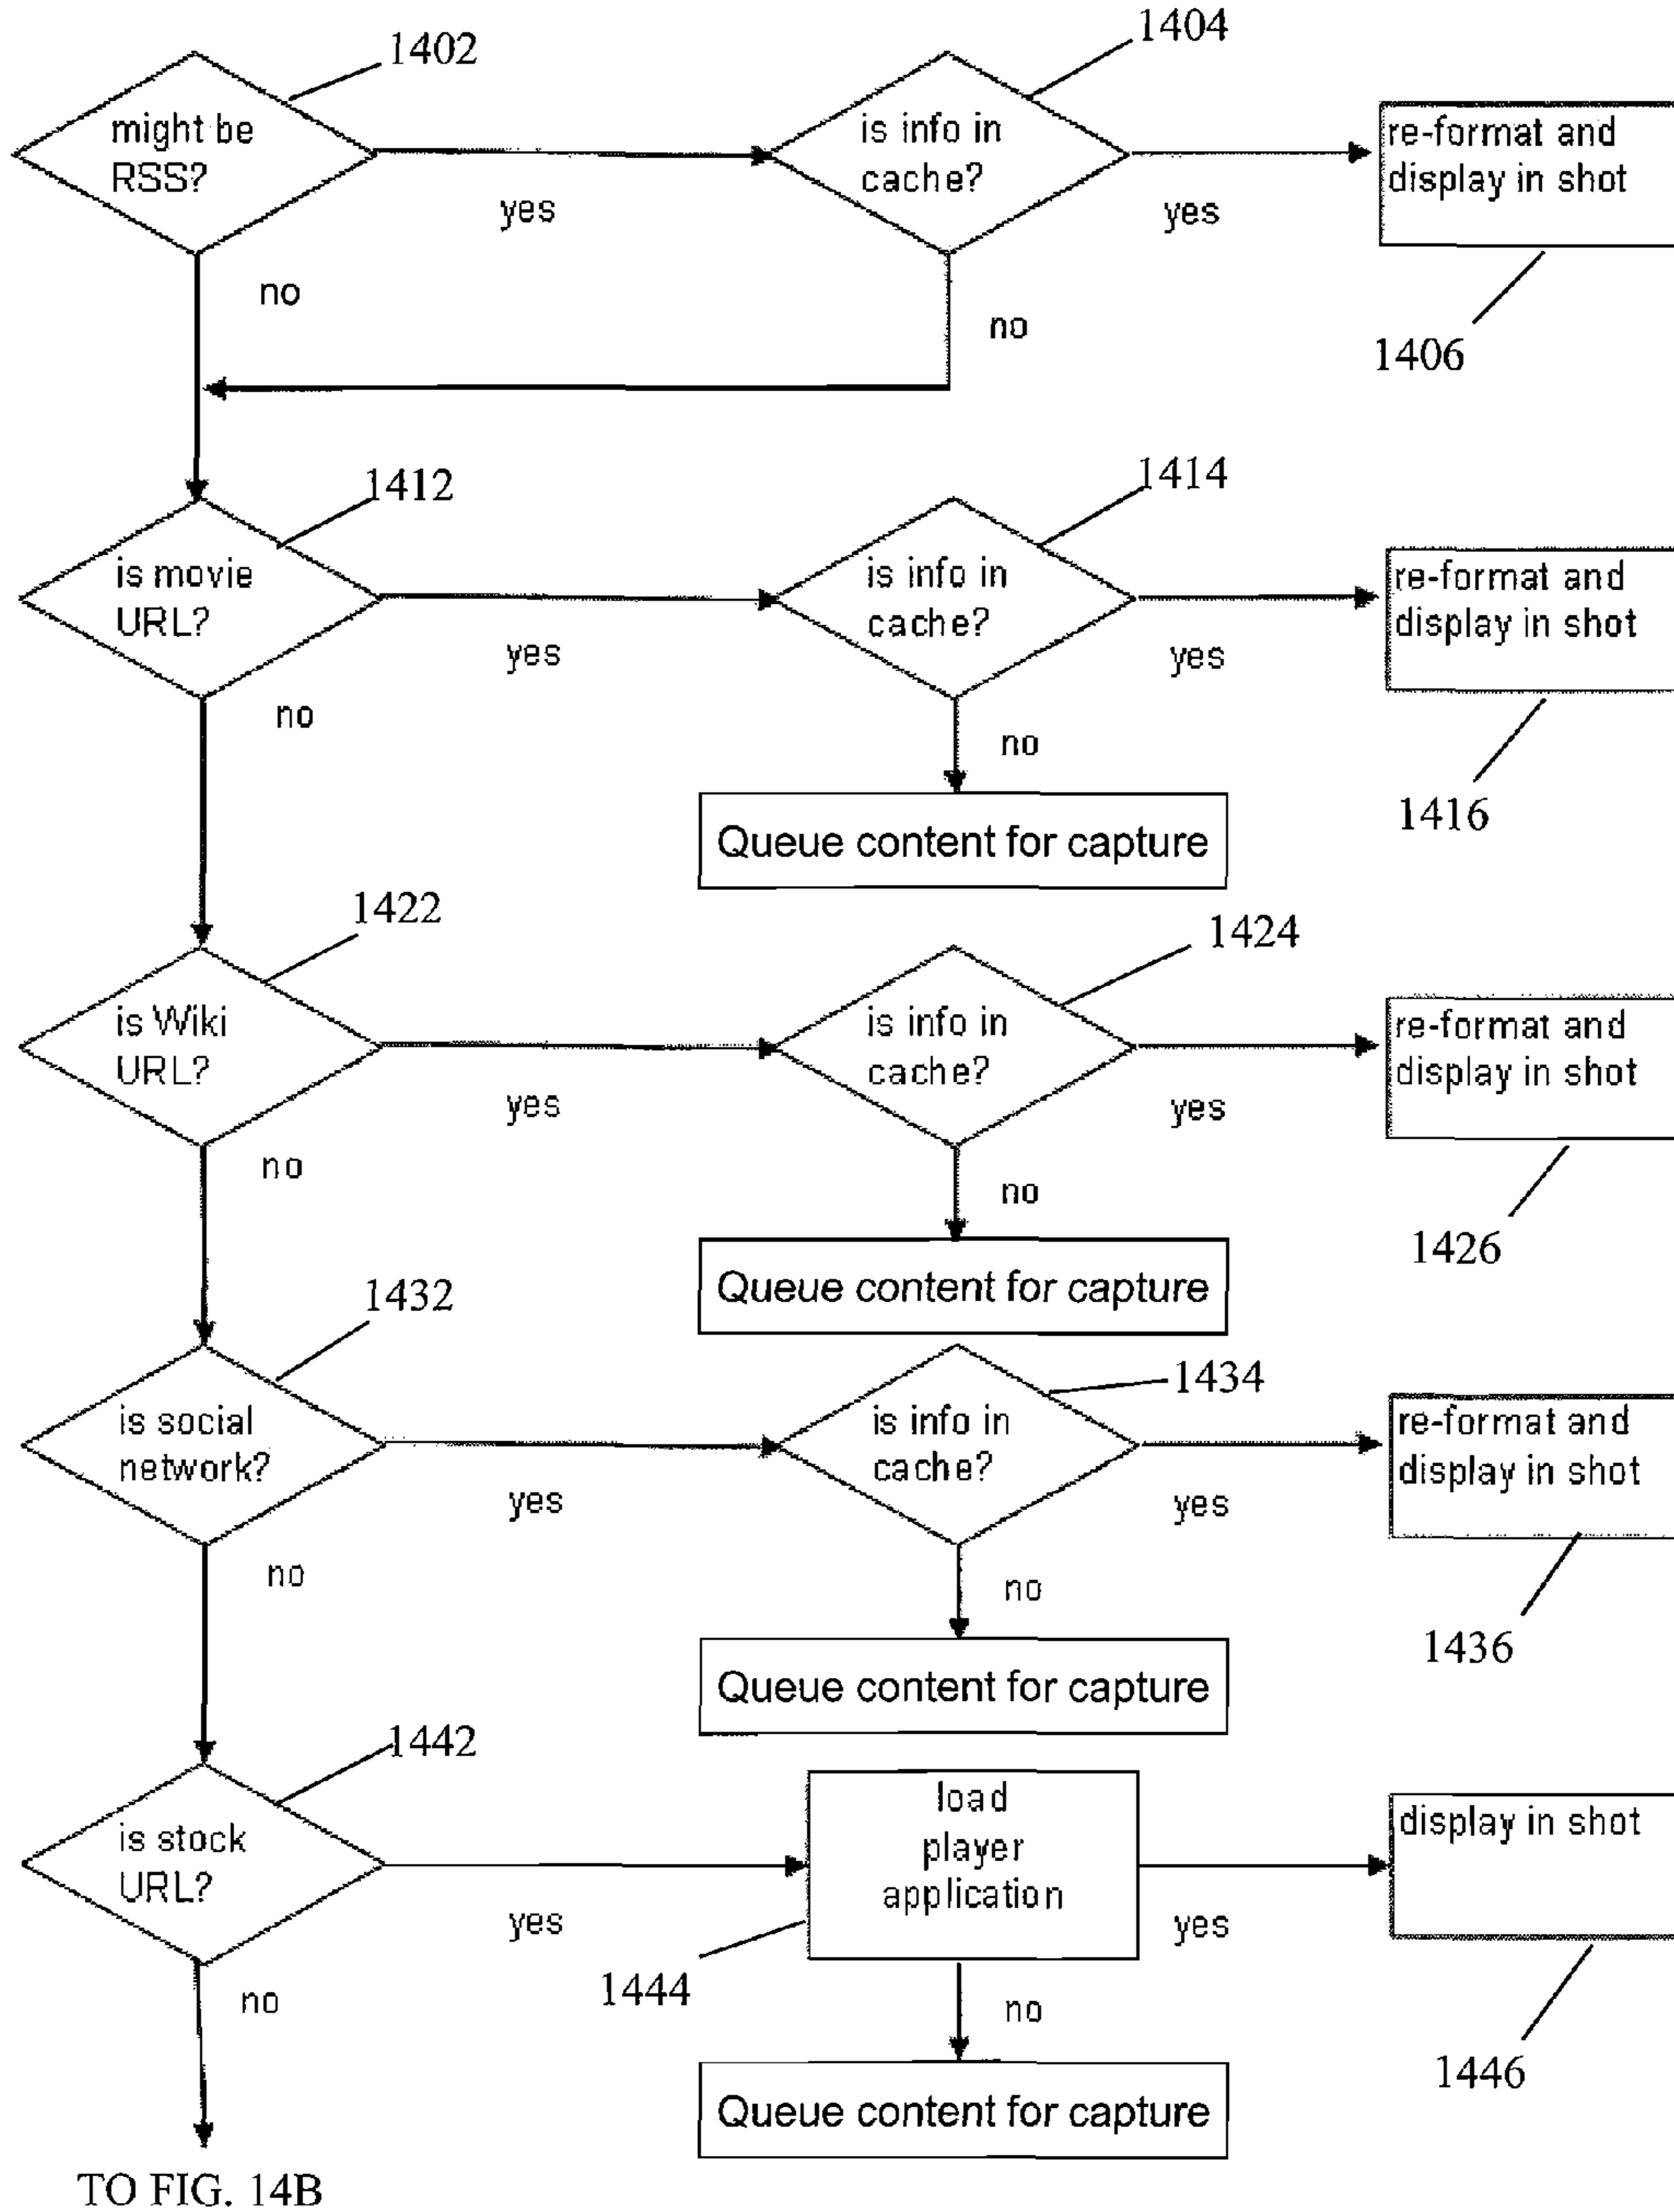 1402
1404
might be
RSS?
is info in
cache?
re-format and
display in shot
yes
yes
no
no
1406
1412
1414
is movie
URL?
is info in
cache?
re-format and
display in shot
yes
yes
no
no
1416
Queue content for capture
1422
1424
is Wiki
URL?
is info in
cache?
re-format and
display in shot
yes
yes
no
no
1426
Queue content for capture
1432
1434
is social
network?
is info in
cache?
re-format and
display in shot
yes
yes
no
no
1436
Queue content for capture
1442
is stock
URL?
load
player
application
display in shot
yes
yes
1444
no
no
1446
Queue content for capture
TO FIG. 14B